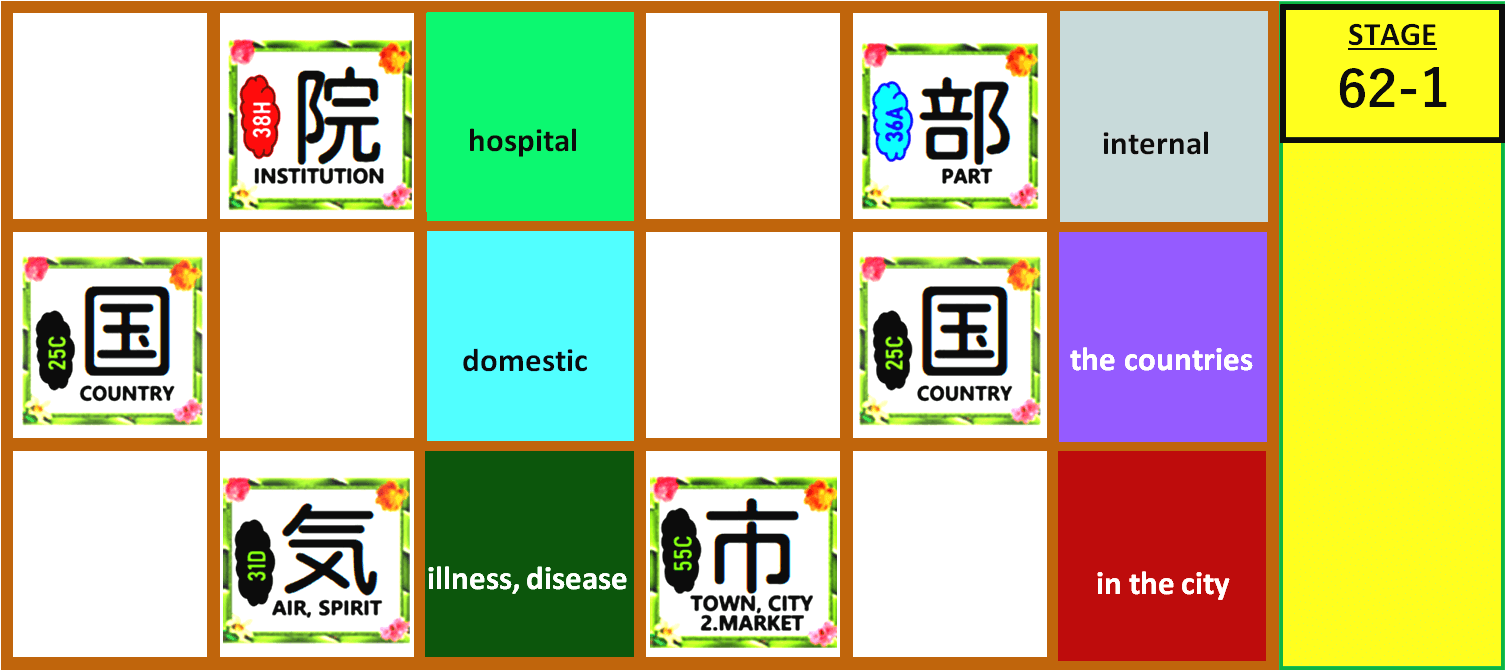 38H
院
INSTITUTION
hospital
36A
部
PART
internal
STAGE
62-1
25C
国
COUNTRY
domestic
25C
国
COUNTRY
the countries
31D
気
AIR, SPIRIT
illness, disease
55C
市
TOWN, CITY
2.MARKET
in the city